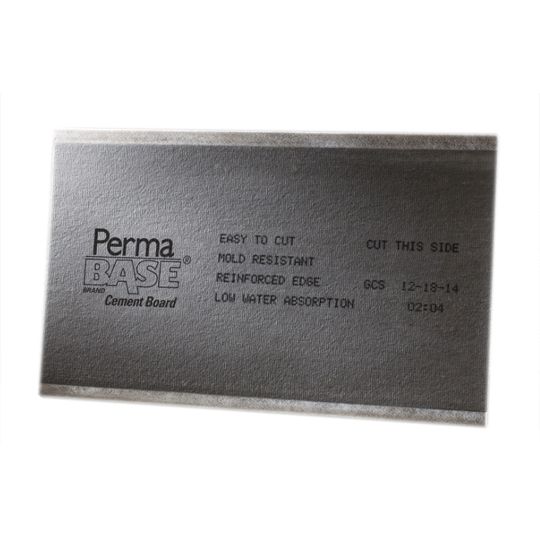 Perma
BASE®
BRAND
Cement Board
EASY TO CUT
MOLD RESISTANT
REINFORCED EDGE
LOW WATER ABSORPTION
CUT THIS SIDE
GCS 12-18-14
02:04